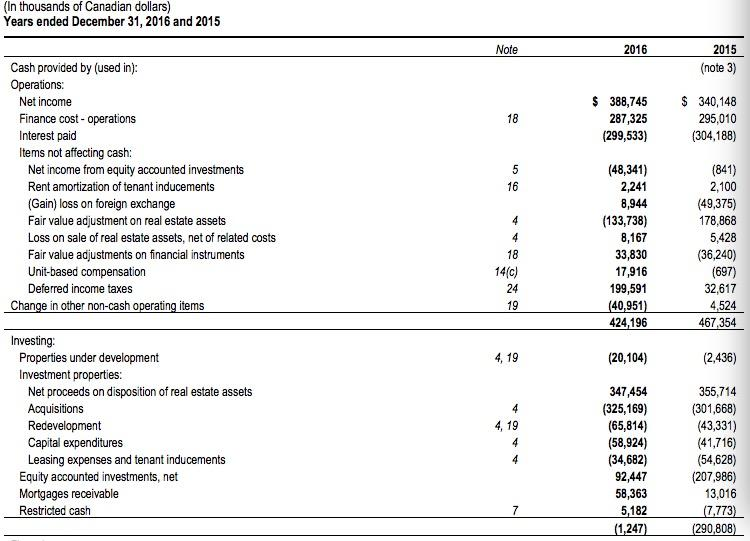 (In thousands of Canadian dollars)
Years ended December 31, 2016 and 2015
Note 2016 2015
Cash provided by (used in): (note 3)
Operations:
Net income $ 388,745 $ 340,148
Finance cost - operations 18 287,325 295,010
Interest paid (299,533) (304,188)
Items not affecting cash:
Net income from equity accounted investments 5 (48,341) (841)
Rent amortization of tenant inducements 16 2,241 2,100
(Gain) loss on foreign exchange 8,944 (49,375)
Fair value adjustment on real estate assets 4 (133,738) 178,868
Loss on sale of real estate assets, net of related costs 4 8,167 5,428
Fair value adjustments on financial instruments 18 33,830 (36,240)
Unit-based compensation 14(c) 17,916 (697)
Deferred income taxes 24 199,591 32,617
Change in other non-cash operating items 19 (40,951) 4,524
424,196 467,354
Investing:
Properties under development 4, 19 (20,104) (2,436)
Investment properties:
Net proceeds on disposition of real estate assets 347,454 355,714
Acquisitions 4 (325,169) (301,668)
Redevelopment 4, 19 (65,814) (43,331)
Capital expenditures 4 (58,924) (41,716)
Leasing expenses and tenant inducements 4 (34,682) (54,628)
Equity accounted investments, net 92,447 (207,986)
Mortgages receivable 58,363 13,016
Restricted cash 7 5,182 (7,773)
(1,247) (290,808)